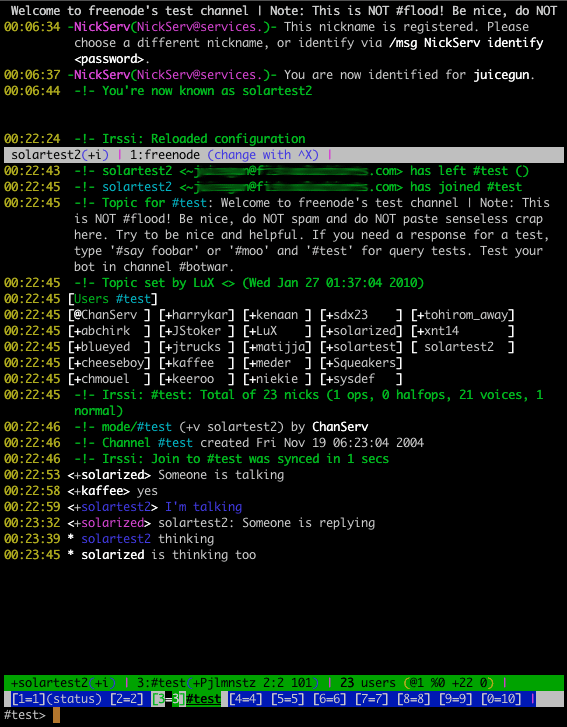 Welcome to freenode's test channel | Note: This is NOT #flood! Be nice, do NOT
00:06:34 -NickServ(NickServ@services.)- This nickname is registered. Please
choose a different nickname, or identify via /msg NickServ identify
<password>.
00:06:37 -NickServ(NickServ@services.)- You are now identified for juicegun.
00:06:44 -!- You're now known as solartest2
00:22:24 -!- Irssi: Reloaded configuration
solartest2(+i) | 1:freenode (change with ^X) |
00:22:43 -!- solartest2 <~j .com> has left #test ()
00:22:45 -!- solartest2 <~j .com> has joined #test
00:22:45 -!- Topic for #test: Welcome to freenode's test channel | Note: This
is NOT #flood! Be nice, do NOT spam and do NOT paste senseless crap
here. Try to be nice and helpful. If you need a response for a test,
type '#say foobar' or '#moo' and '#test' for query tests. Test your
bot in channel #botwar.
00:22:45 -!- Topic set by LuX <> (Wed Jan 27 01:37:04 2010)
00:22:45 [Users #test]
00:22:45 [@ChanServ ] [+harrykar] [+kenaan ] [+sdx23 ] [+tohirom_away]
00:22:45 [+abchirk ] [+JStoker ] [+LuX ] [+solarized] [+xnt14 ]
00:22:45 [+blueyed ] [+jtrucks ] [+matijja] [+solartest] [ solartest2 ]
00:22:45 [+cheeseboy] [+kaffee ] [+meder ] [+Squeakers]
00:22:45 [+chmouel ] [+keeroo ] [+niekie ] [+sysdef ]
00:22:45 -!- Irssi: #test: Total of 23 nicks (1 ops, 0 halfops, 21 voices, 1
normal)
00:22:46 -!- mode/#test (+v solartest2) by ChanServ
00:22:46 -!- Channel #test created Fri Nov 19 06:23:04 2004
00:22:46 -!- Irssi: Join to #test was synced in 1 secs
00:22:53 <+solarized> Someone is talking
00:22:58 <+kaffee> yes
00:22:59 <+solartest2> I'm talking
00:23:32 <+solarized> solartest2: Someone is replying
00:23:39 * solartest2 thinking
00:23:45 * solarized is thinking too
+solartest2(+i) | 3:#test(+Pjlmnstz 2:2 101) | 23 users (@1 %0 +22 0) |
[1=1](status) [2=2] [3=3]#test [4=4] [5=5] [6=6] [7=7] [8=8] [9=9] [0=10] |
#test>